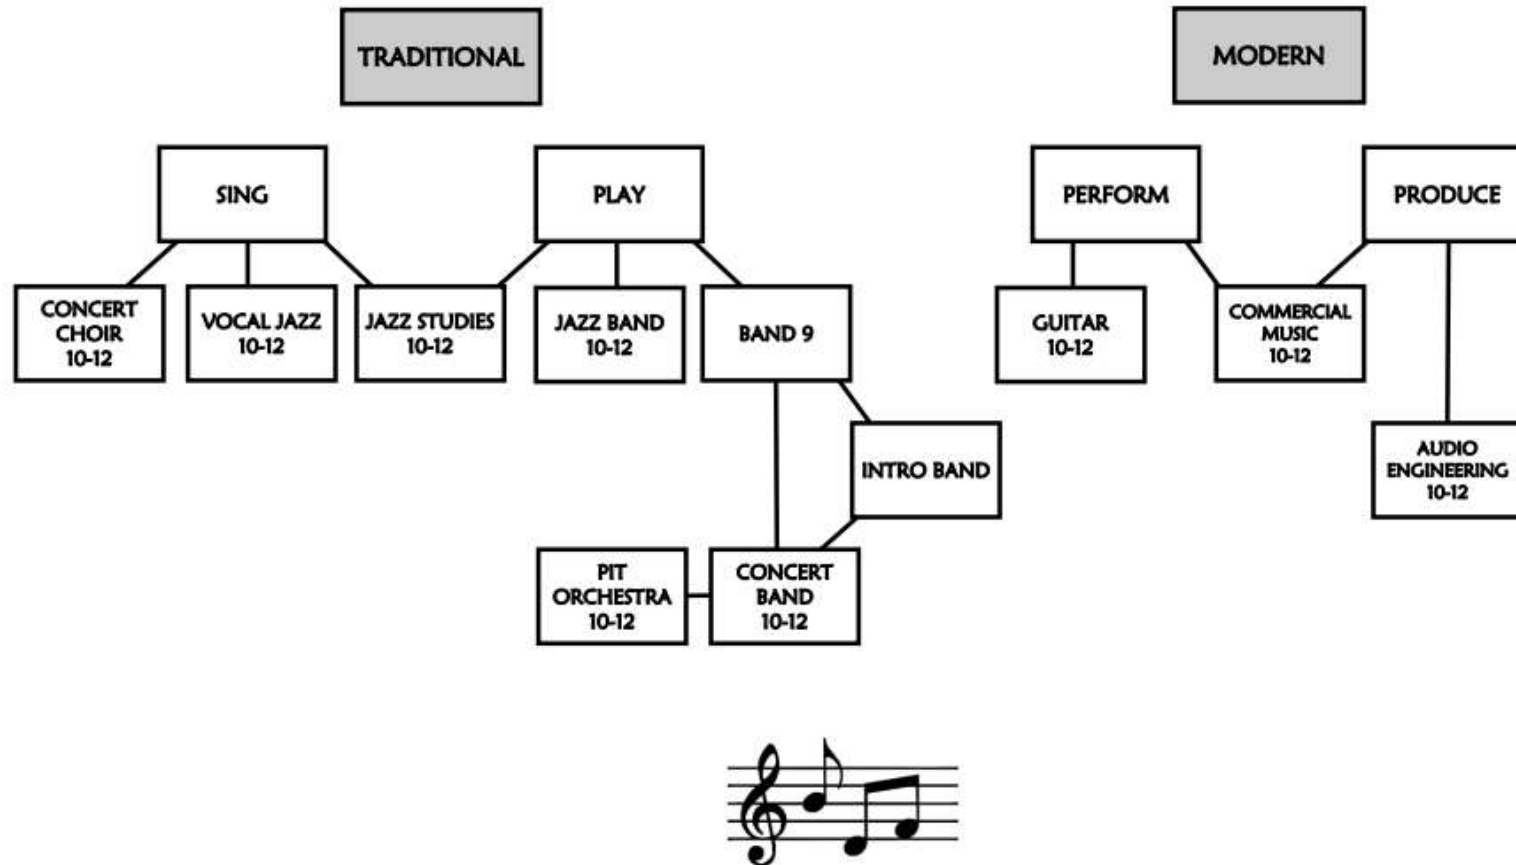 TRADITIONAL
MODERN
SING
PLAY
PERFORM
PRODUCE
CONCERT
CHOIR
10-12
VOCAL JAZZ
10-12
JAZZ STUDIES
10-12
JAZZ BAND
10-12
BAND 9
GUITAR
10-12
COMMERCIAL
MUSIC
10-12
INTRO BAND
AUDIO
ENGINEERING
10-12
PIT
ORCHESTRA
10-12
CONCERT
BAND
10-12